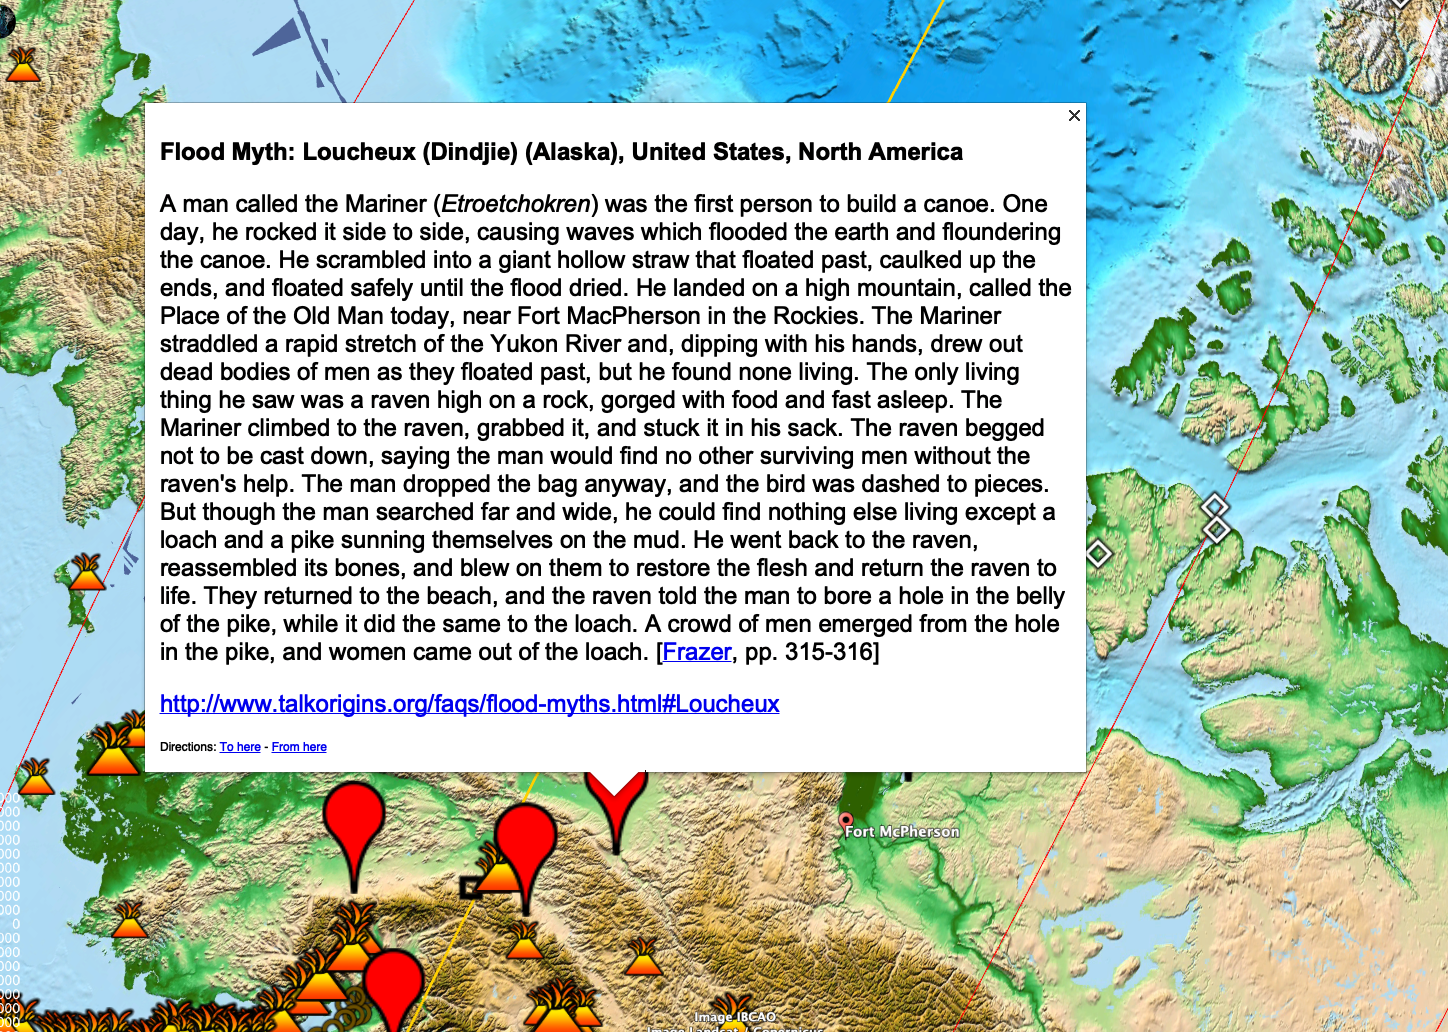 Flood Myth: Loucheux (Dindjie) (Alaska), United States, North America
A man called the Mariner (Etroetchokren) was the first person to build a canoe. One
day, he rocked it side to side, causing waves which flooded the earth and floundering
the canoe. He scrambled into a giant hollow straw that floated past, caulked up the
ends, and floated safely until the flood dried. He landed on a high mountain, called the
Place of the Old Man today, near Fort MacPherson in the Rockies. The Mariner
straddled a rapid stretch of the Yukon River and, dipping with his hands, drew out
dead bodies of men as they floated past, but he found none living. The only living
thing he saw was a raven high on a rock, gorged with food and fast asleep. The
Mariner climbed to the raven, grabbed it, and stuck it in his sack. The raven begged
not to be cast down, saying the man would find no other surviving men without the
raven's help. The man dropped the bag anyway, and the bird was dashed to pieces.
But though the man searched far and wide, he could find nothing else living except a
loach and a pike sunning themselves on the mud. He went back to the raven,
reassembled its bones, and blew on them to restore the flesh and return the raven to
life. They returned to the beach, and the raven told the man to bore a hole in the belly
of the pike, while it did the same to the loach. A crowd of men emerged from the hole
in the pike, and women came out of the loach. [Frazer, pp. 315-316]
http://www.talkorigins.org/faqs/flood-myths.html#Loucheux
Directions: To here - From here
Fort McPherson
Image IBCAO
Image Landsat / Copernicus